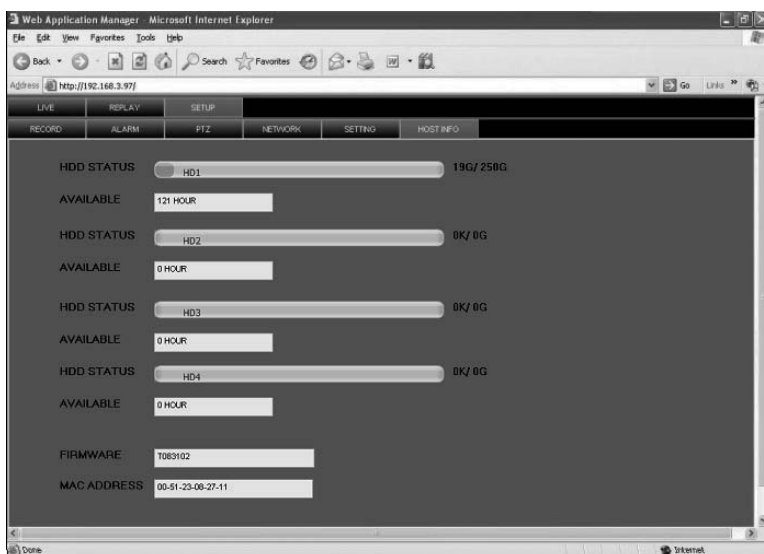 Web Application Manager - Microsoft Internet Explorer
File Edit View Favorites Tools Help
Back Search Favorites
Address http://192.168.3.97/ Go Links »
LIVE REPLAY SETUP
RECORD ALARM PTZ NETWORK SETTING HOST INFO
HDD STATUS HD1 19G/ 250G
AVAILABLE 121 HOUR
HDD STATUS HD2 0K/ 0G
AVAILABLE 0 HOUR
HDD STATUS HD3 0K/ 0G
AVAILABLE 0 HOUR
HDD STATUS HD4 0K/ 0G
AVAILABLE 0 HOUR
FIRMWARE T083102
MAC ADDRESS 00-51-23-08-27-11
Done Internet